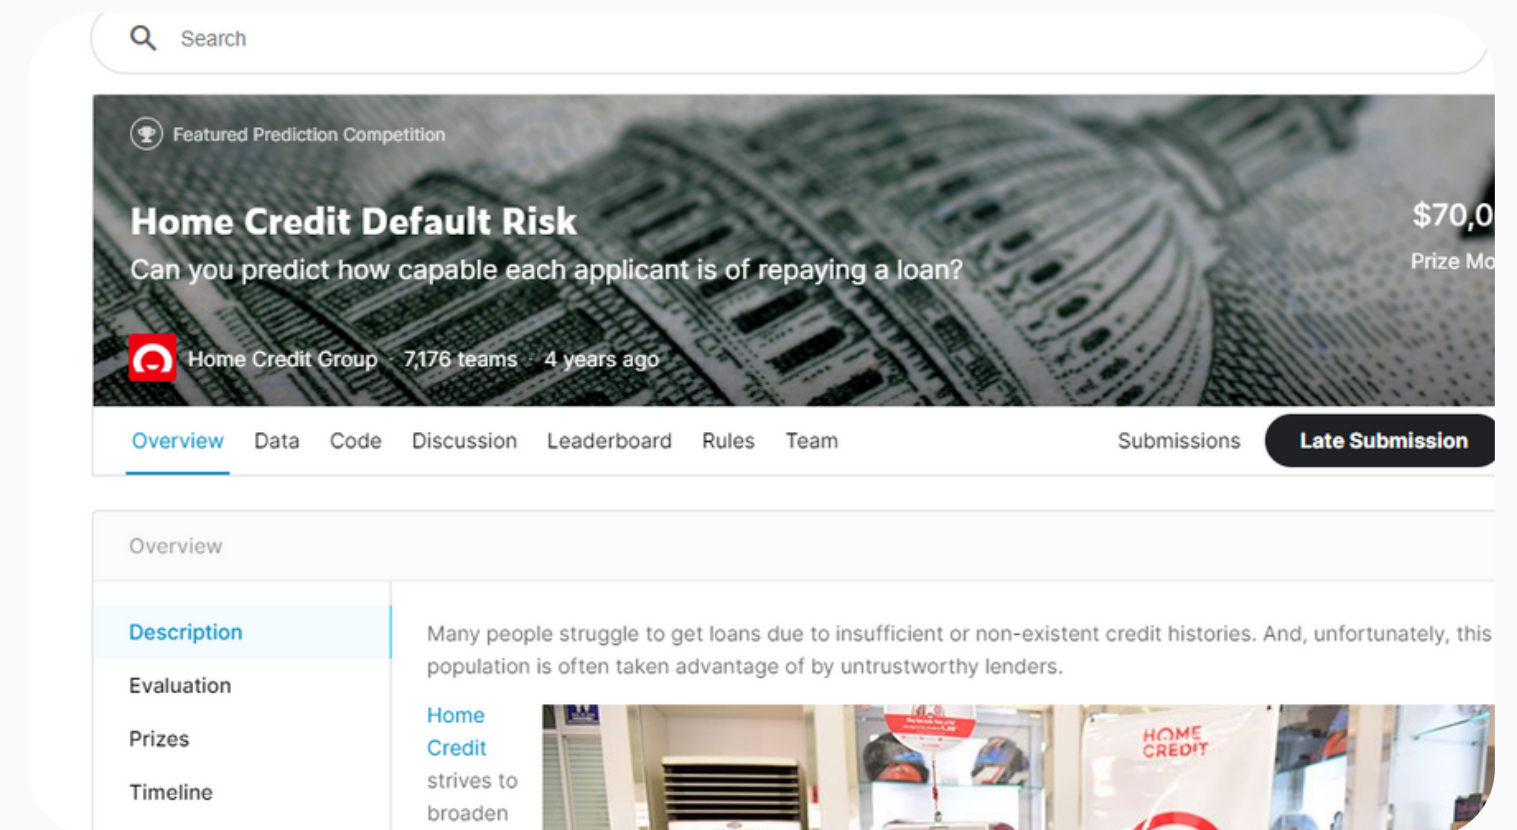 Search
Featured Prediction Competition
Home Credit Default Risk
Can you predict how capable each applicant is of repaying a loan?
$70,0
Prize Mo
Home Credit Group · 7,176 teams · 4 years ago
Overview Data Code Discussion Leaderboard Rules Team Submissions Late Submission
Overview
Description
Evaluation
Prizes
Timeline
Many people struggle to get loans due to insufficient or non-existent credit histories. And, unfortunately, this
population is often taken advantage of by untrustworthy lenders.
Home
Credit
strives to
broaden
HOME
CREDIT